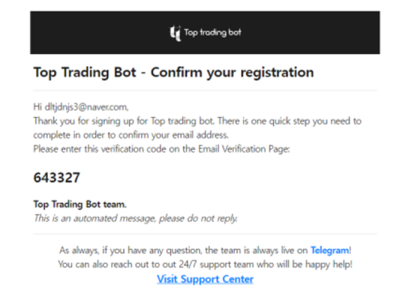 Top trading bot
Top Trading Bot - Confirm your registration
Hi dltjdnjs3@naver.com,
Thank you for signing up for Top trading bot. There is one quick step you need to
complete in order to confirm your email address.
Please enter this verification code on the Email Verification Page:
643327
Top Trading Bot team.
This is an automated message, please do not reply.
As always, if you have any question, the team is always live on Telegram!
You can also reach out to out 24/7 support team who will be happy help!
Visit Support Center